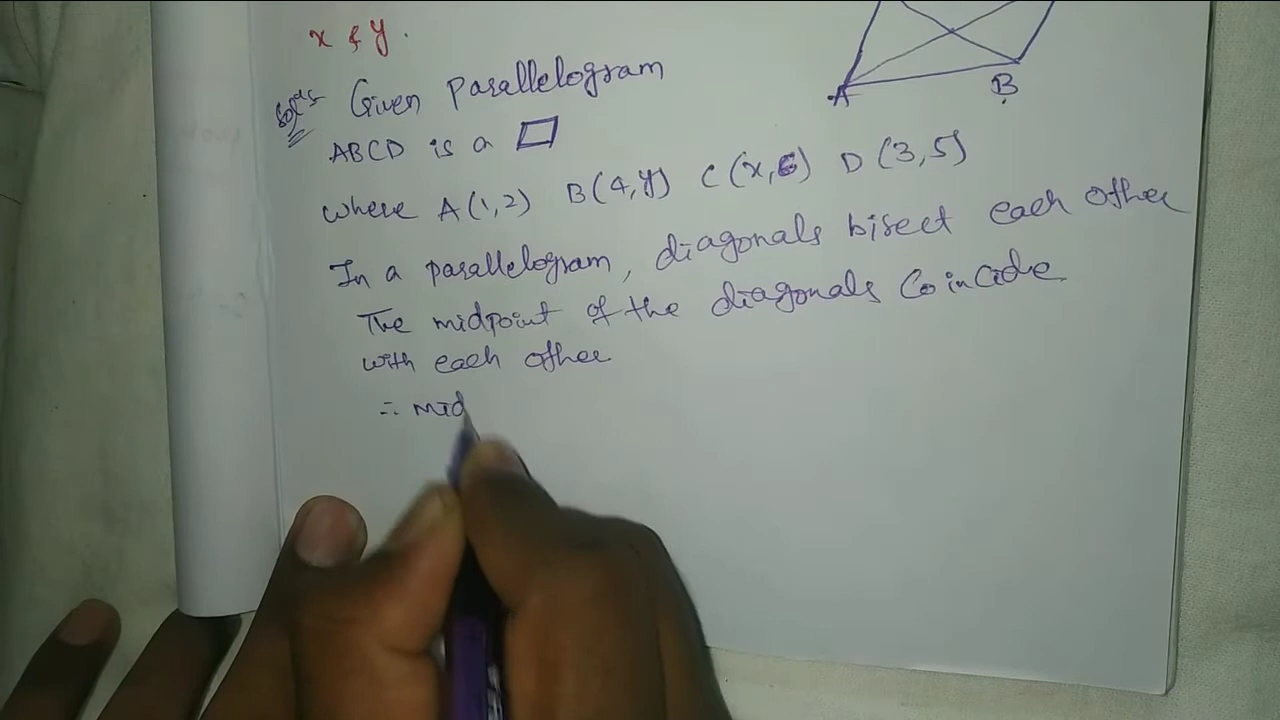 x & y.
Sol:- Given Parallelogram
A
B
ABCD is a ▱
where A(1,2) B(4,y) C(x,6) D(3,5)
In a parallelogram, diagonals bisect each other
The midpoint of the diagonals Coincide
with each other
∴ mid